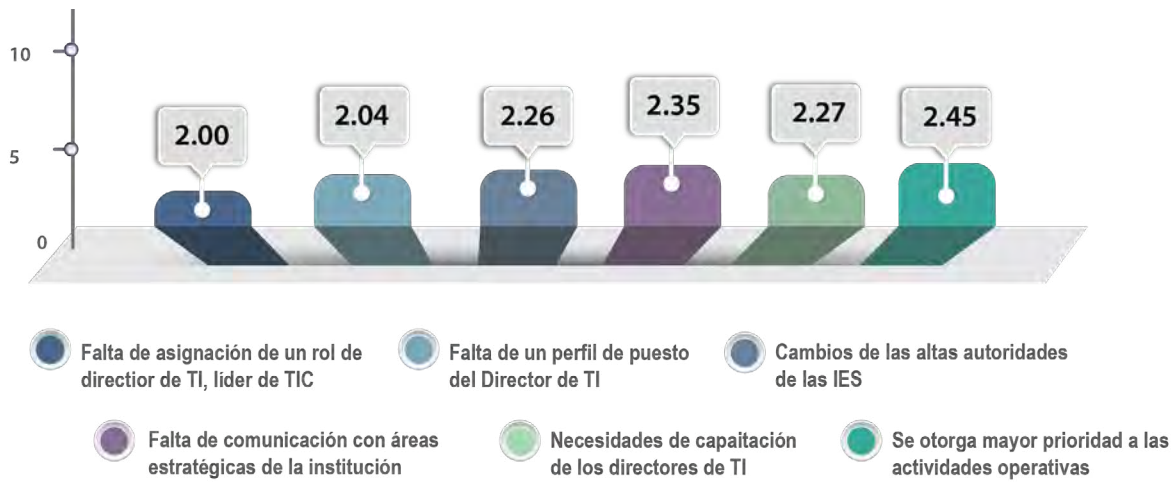 10
5
0
2.00
2.04
2.26
2.35
2.27
2.45
Falta de asignación de un rol de
directior de TI, líder de TIC
Falta de un perfil de puesto
del Director de TI
Cambios de las altas autoridades
de las IES
Falta de comunicación con áreas
estratégicas de la institución
Necesidades de capaitación
de los directores de TI
Se otorga mayor prioridad a las
actividades operativas